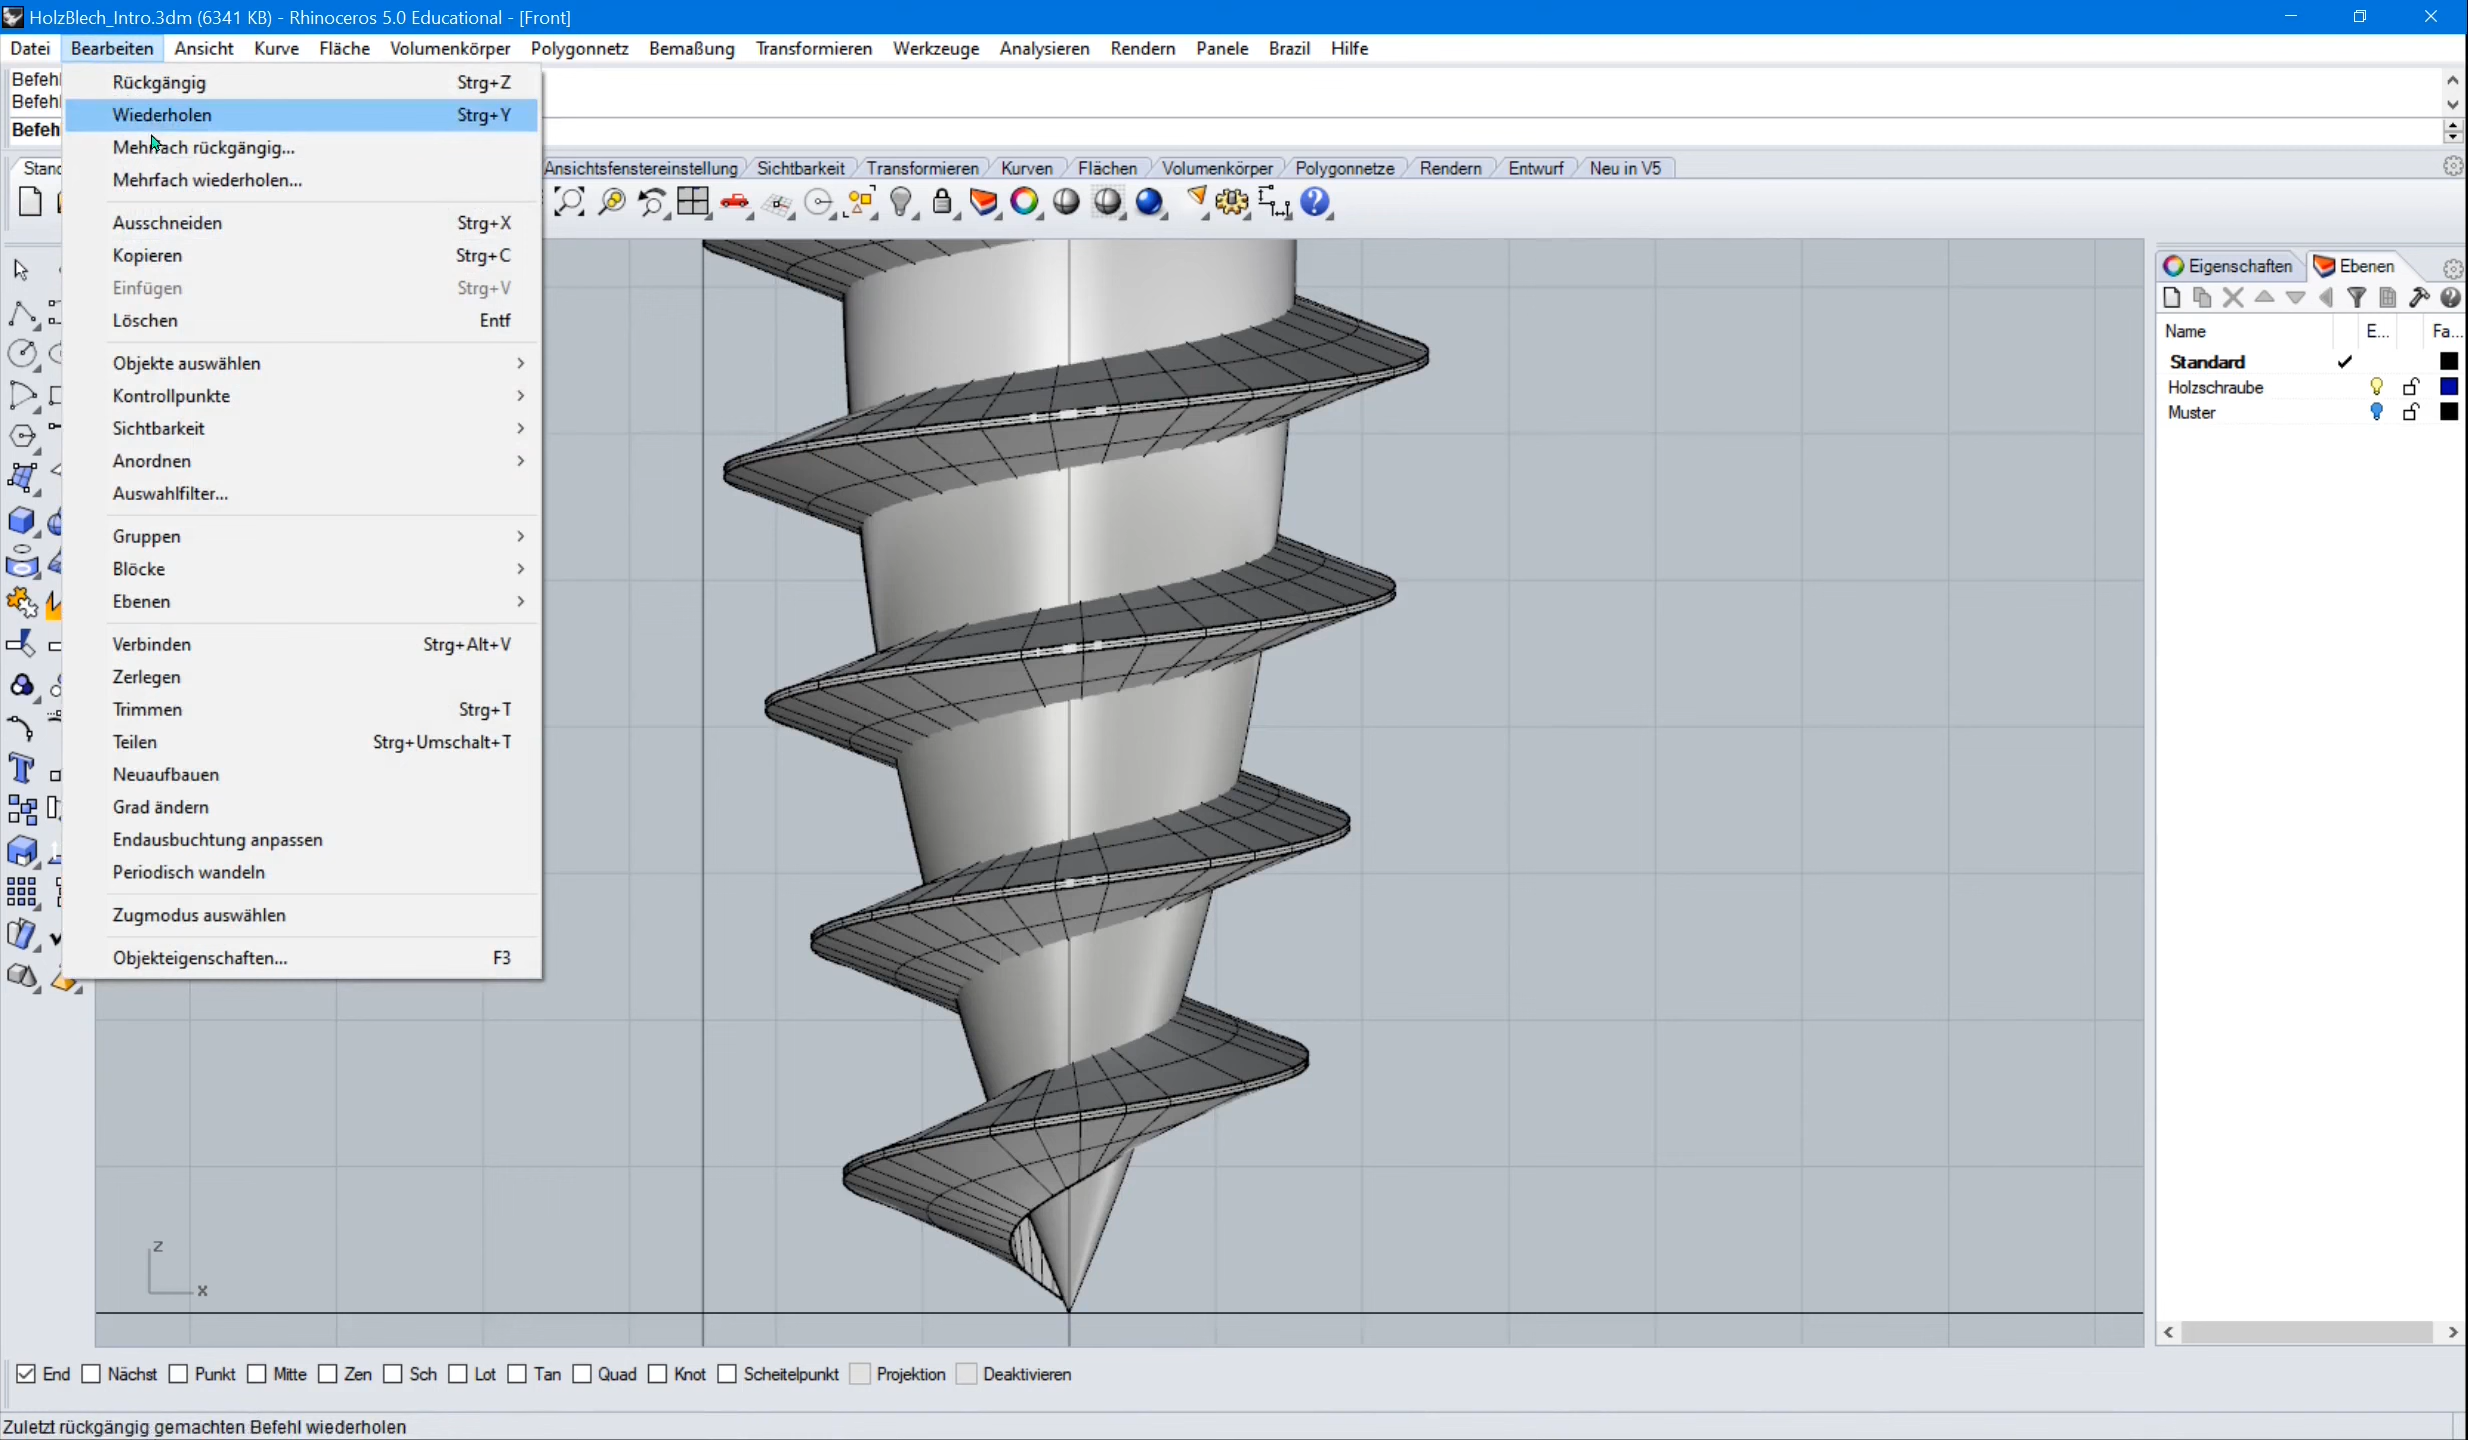 HolzBlech_Intro.3dm (6341 KB) - Rhinoceros 5.0 Educational - [Front]
Datei Bearbeiten Ansicht Kurve Fläche Volumenkörper Polygonnetz Bemaßung Transformieren Werkzeuge Analysieren Rendern Panele Brazil Hilfe
Rückgängig Strg+Z
Wiederholen Strg+Y
Mehrfach rückgängig...
Mehrfach wiederholen...
Ausschneiden Strg+X
Kopieren Strg+C
Einfügen Strg+V
Löschen Entf
Objekte auswählen
Kontrollpunkte
Sichtbarkeit
Anordnen
Auswahlfilter...
Gruppen
Blöcke
Ebenen
Verbinden Strg+Alt+V
Zerlegen
Trimmen Strg+T
Teilen Strg+Umschalt+T
Neuaufbauen
Grad ändern
Endausbuchtung anpassen
Periodisch wandeln
Zugmodus auswählen
Objekteigenschaften... F3
Ansichtsfenstereinstellung Sichtbarkeit Transformieren Kurven Flächen Volumenkörper Polygonnetze Rendern Entwurf Neu in V5
Eigenschaften Ebenen
Name E... Fa...
Standard
Holzschraube
Muster
z
x
End Nächst Punkt Mitte Zen Sch Lot Tan Quad Knot Scheitelpunkt Projektion Deaktivieren
Zuletzt rückgängig gemachten Befehl wiederholen